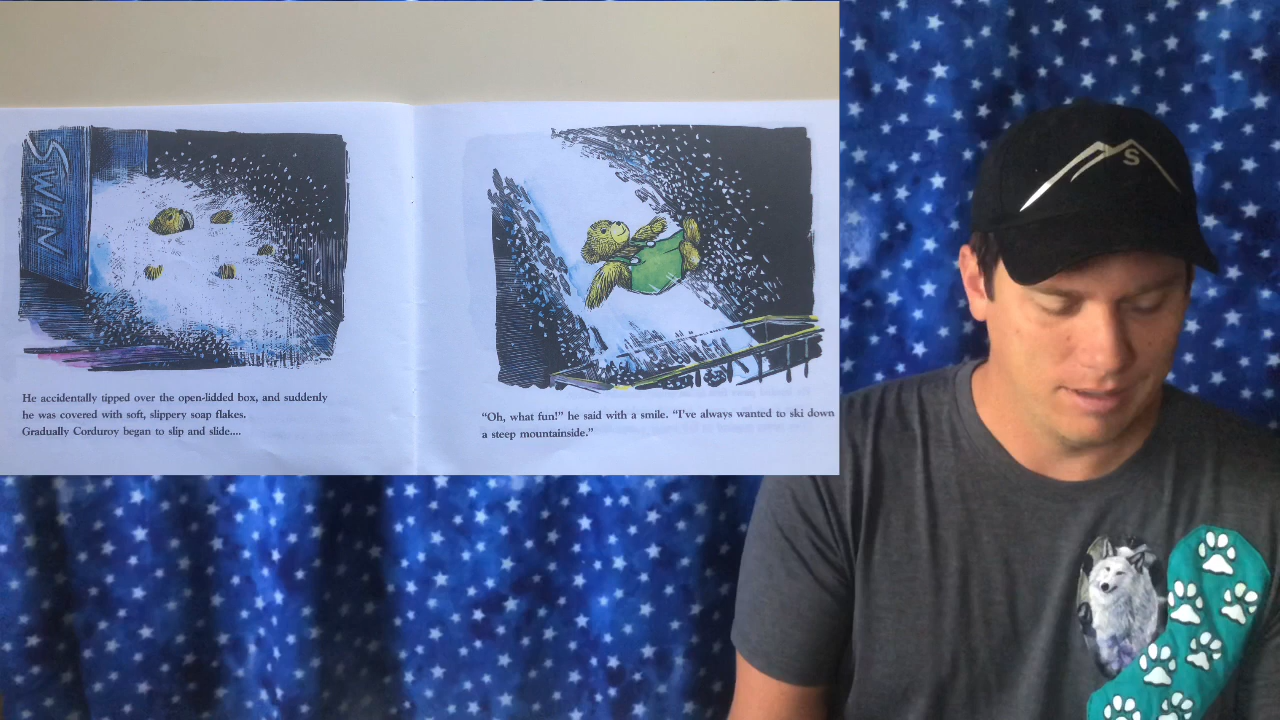 SWAN
He accidentally tipped over the open-lidded box, and suddenly
he was covered with soft, slippery soap flakes.
Gradually Corduroy began to slip and slide....
“Oh, what fun!” he said with a smile. “I've always wanted to ski down
a steep mountainside.”
S